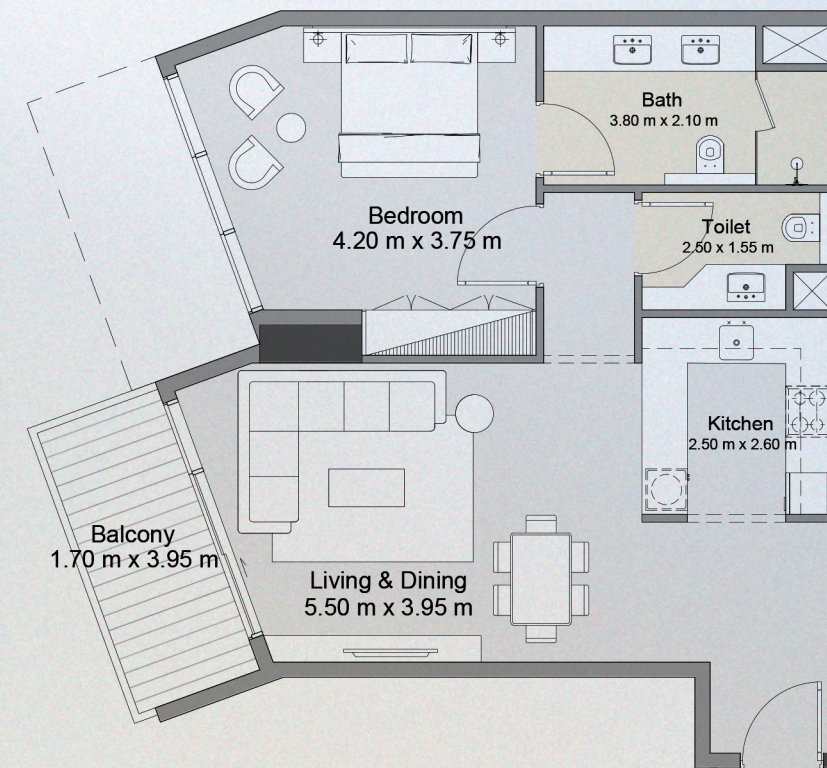 Bath
3.80 m x 2.10 m
Bedroom
4.20 m x 3.75 m
Toilet
2.50 x 1.55 m
Kitchen
2.50 m x 2.60 m
Balcony
1.70 m x 3.95 m
Living & Dining
5.50 m x 3.95 m